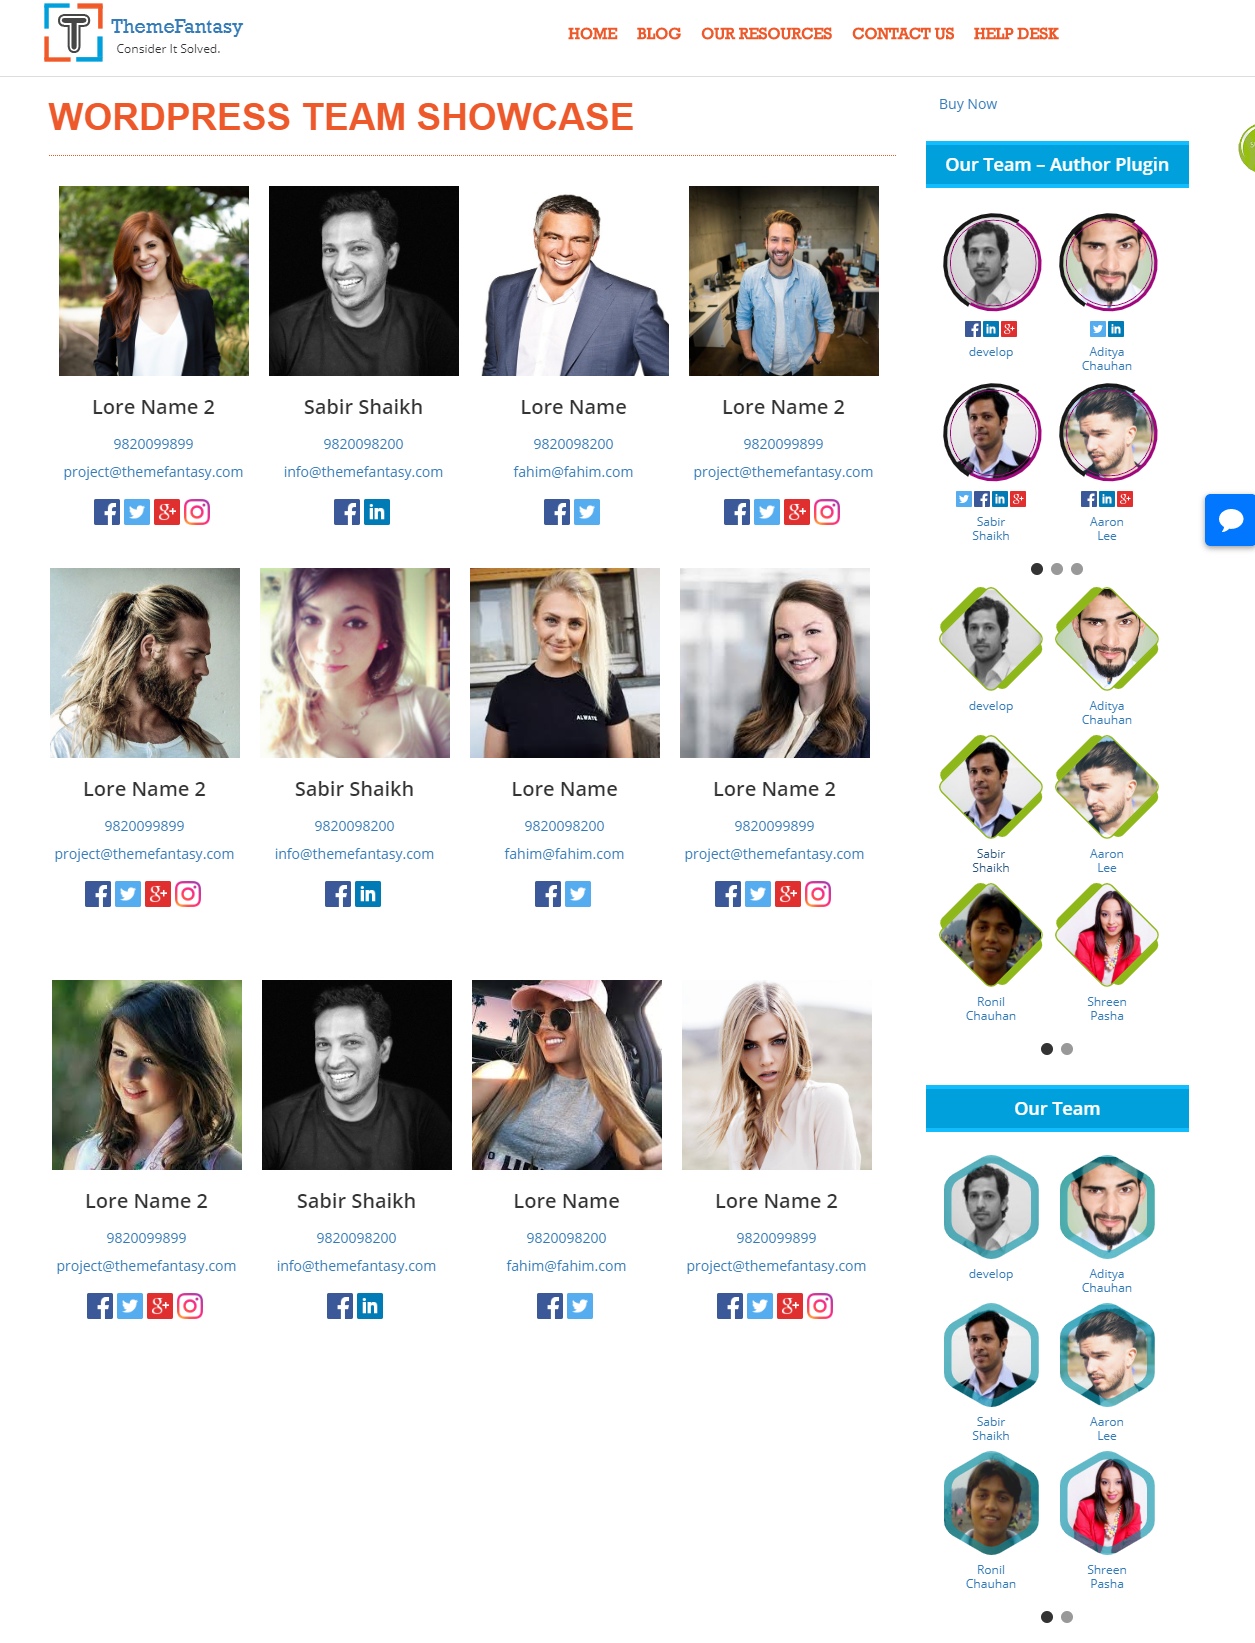 ThemeFantasy
Consider It Solved.
HOME BLOG OUR RESOURCES CONTACT US HELP DESK
WORDPRESS TEAM SHOWCASE
Lore Name 2 Sabir Shaikh Lore Name Lore Name 2
9820099899 9820098200 9820098200 9820099899
project@themefantasy.com info@themefantasy.com fahim@fahim.com project@themefantasy.com
Lore Name 2 Sabir Shaikh Lore Name Lore Name 2
9820099899 9820098200 9820098200 9820099899
project@themefantasy.com info@themefantasy.com fahim@fahim.com project@themefantasy.com
Lore Name 2 Sabir Shaikh Lore Name Lore Name 2
9820099899 9820098200 9820098200 9820099899
project@themefantasy.com info@themefantasy.com fahim@fahim.com project@themefantasy.com
Buy Now
Our Team – Author Plugin
develop Aditya
Chauhan
Sabir Aaron
Shaikh Lee
develop Aditya
Chauhan
Sabir Aaron
Shaikh Lee
Ronil Shreen
Chauhan Pasha
Our Team
develop Aditya
Chauhan
Sabir Aaron
Shaikh Lee
Ronil Shreen
Chauhan Pasha